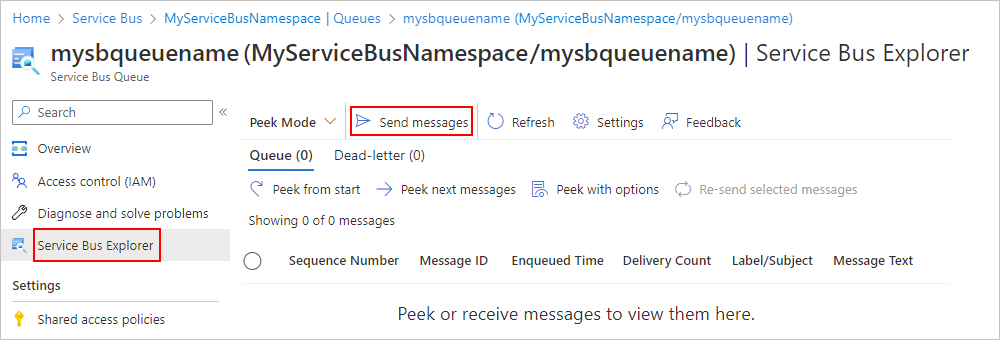 Home > Service Bus > MyServiceBusNamespace | Queues > mysbqueuename (MyServiceBusNamespace/mysbqueuename)
mysbqueuename (MyServiceBusNamespace/mysbqueuename) | Service Bus Explorer
Service Bus Queue
Search «
Overview
Access control (IAM)
Diagnose and solve problems
Service Bus Explorer
Settings
Shared access policies
Peek Mode Send messages Refresh Settings Feedback
Queue (0) Dead-letter (0)
Peek from start Peek next messages Peek with options Re-send selected messages
Showing 0 of 0 messages
Sequence Number Message ID Enqueued Time Delivery Count Label/Subject Message Text
Peek or receive messages to view them here.